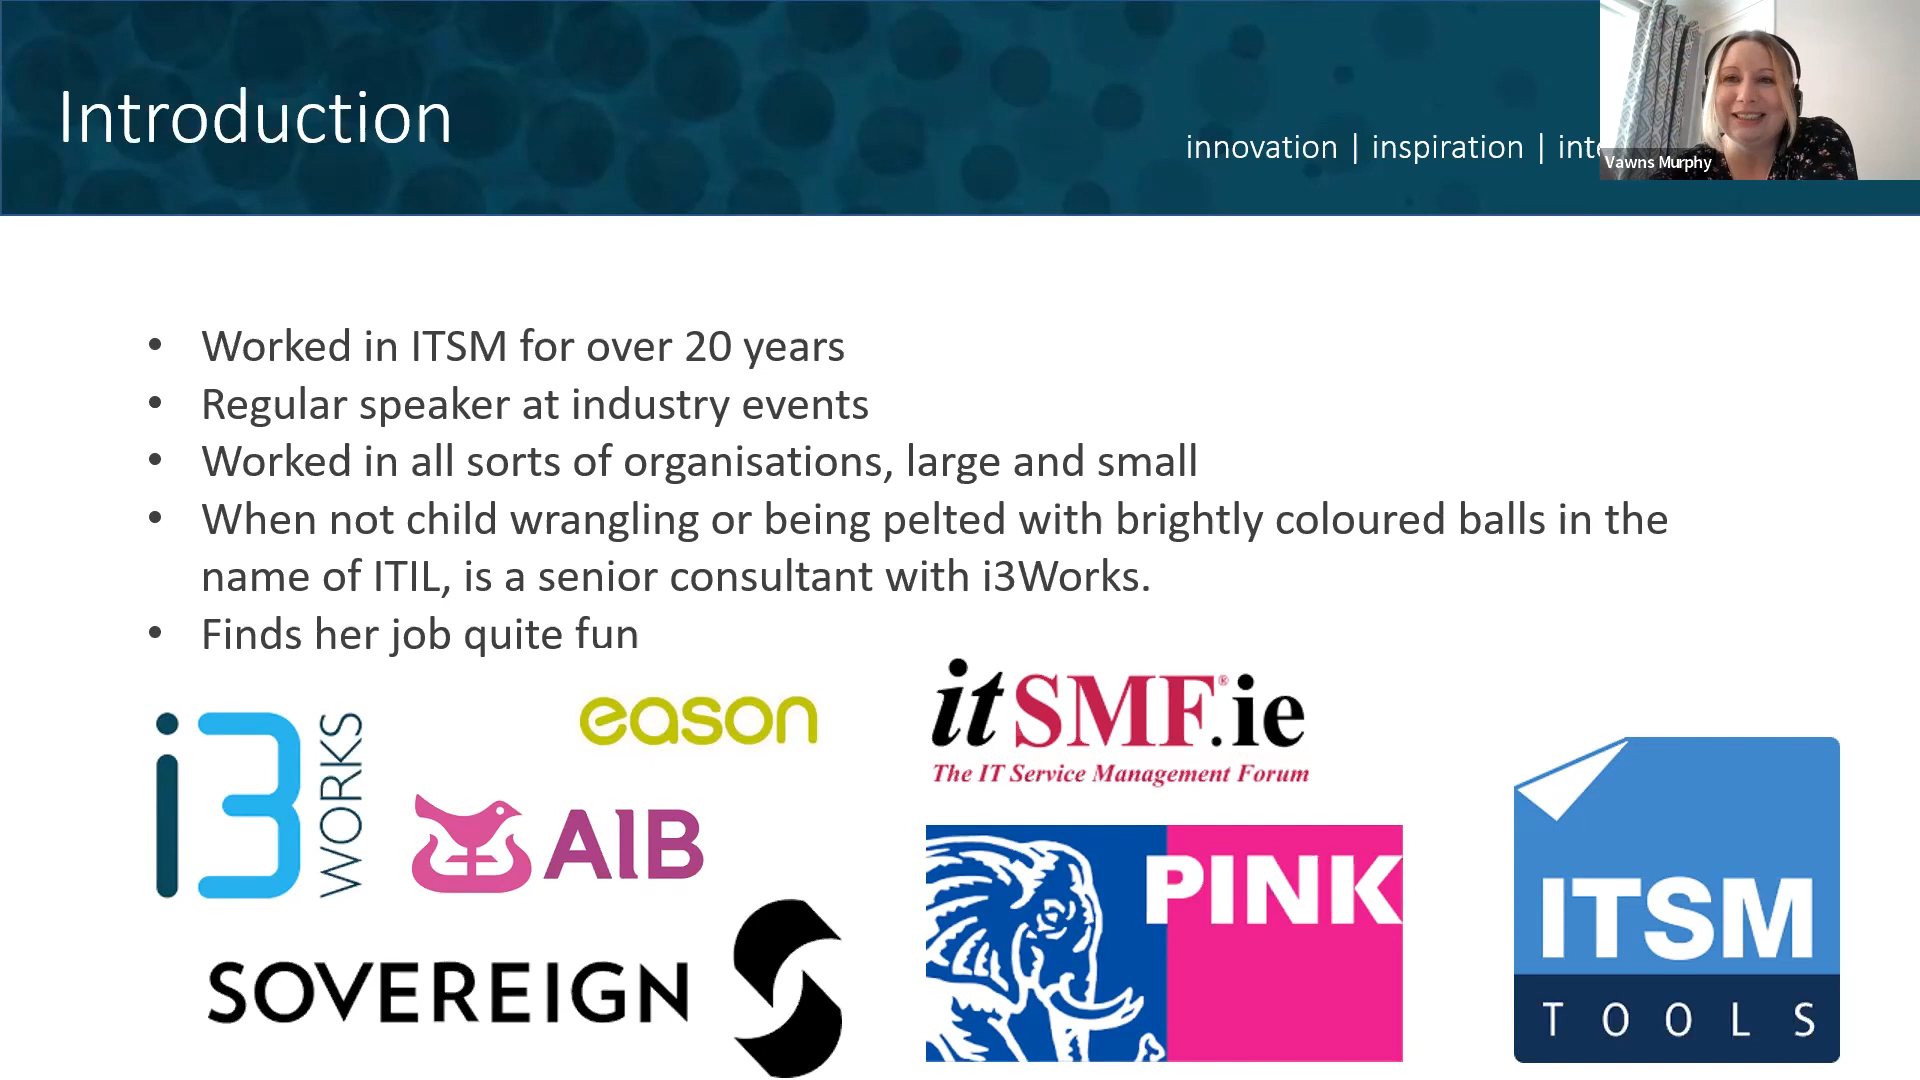 Introduction
innovation | inspiration | inte
Vawns Murphy
• Worked in ITSM for over 20 years
• Regular speaker at industry events
• Worked in all sorts of organisations, large and small
• When not child wrangling or being pelted with brightly coloured balls in the
name of ITIL, is a senior consultant with i3Works.
• Finds her job quite fun
i3 WORKS
eason
AIB
SOVEREIGN
itSMF®.ie
The IT Service Management Forum
PINK
ITSM
TOOLS